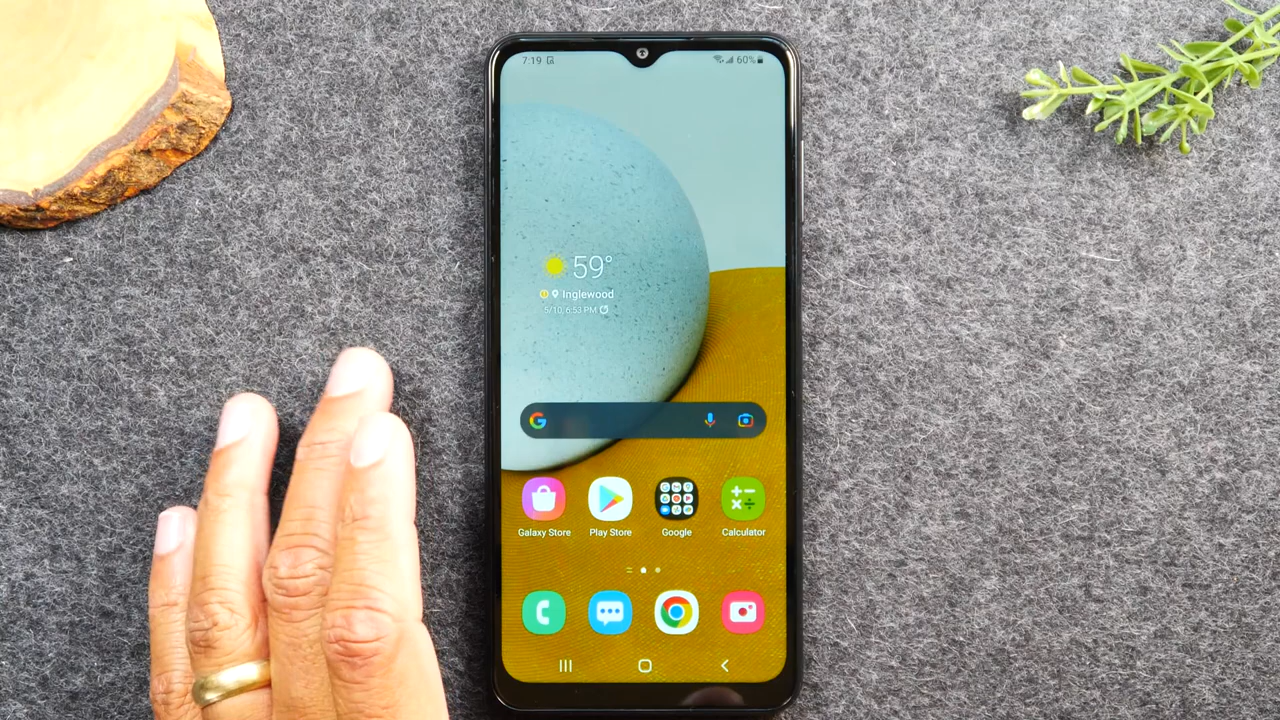 7:19 60%
59°
Inglewood
5/10, 6:53 PM
G
Galaxy Store Play Store Google Calculator